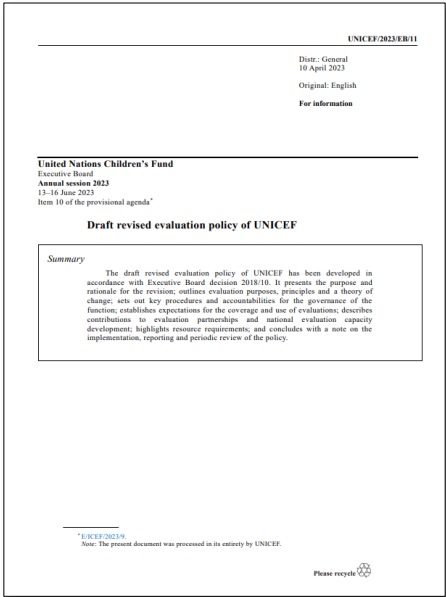 UNICEF/2023/EB/11
Distr.: General
10 April 2023
Original: English
For information
United Nations Children's Fund
Executive Board
Annual session 2023
13–16 June 2023
Item 10 of the provisional agenda*
Draft revised evaluation policy of UNICEF
Summary
The draft revised evaluation policy of UNICEF has been developed in
accordance with Executive Board decision 2018/10. It presents the purpose and
rationale for the revision; outlines evaluation purposes, principles and a theory of
change; sets out key procedures and accountabilities for the governance of the
function; establishes expectations for the coverage and use of evaluations; describes
contributions to evaluation partnerships and national evaluation capacity
development; highlights resource requirements; and concludes with a note on the
implementation, reporting and periodic review of the policy.
* E/ICEF/2023/9.
Note: The present document was processed in its entirety by UNICEF.
Please recycle